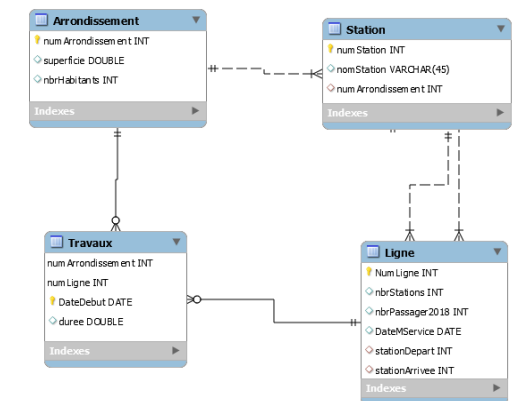 Arrondissement
numArrondissement INT
superficie DOUBLE
nbrHabitants INT
Indexes
Station
numStation INT
nomStation VARCHAR(45)
numArrondissement INT
Indexes
Travaux
numArrondissement INT
numLigne INT
DateDebut DATE
duree DOUBLE
Indexes
Ligne
NumLigne INT
nbrStations INT
nbrPassager2018 INT
DateMService DATE
stationDepart INT
stationArrivee INT
Indexes